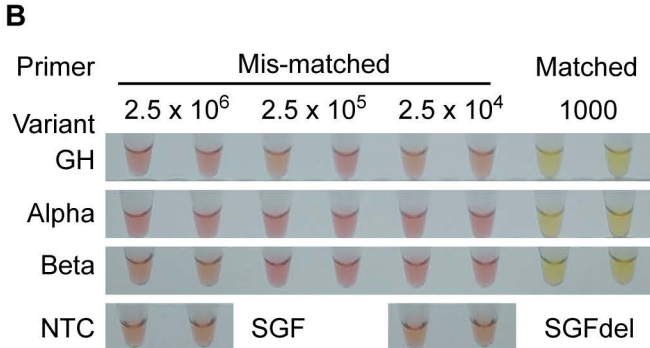 B
Primer Mis-matched Matched
Variant 2.5 x 10⁶ 2.5 x 10⁵ 2.5 x 10⁴ 1000
GH
Alpha
Beta
NTC SGF SGFdel